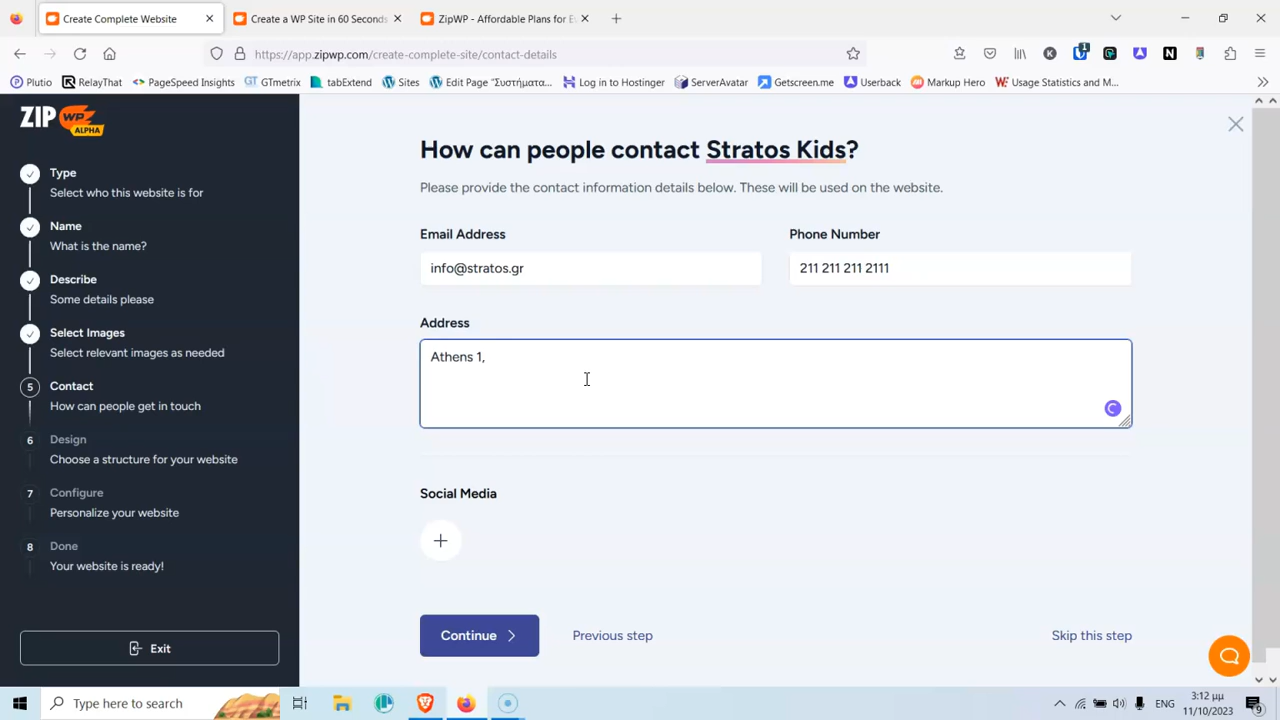 Create Complete Website
Create a WP Site in 60 Seconds
ZipWP - Affordable Plans for E
https://app.zipwp.com/create-complete-site/contact-details
Plutio
RelayThat
PageSpeed Insights
GTmetrix
tabExtend
Sites
Edit Page "Συστήματα...
Log in to Hostinger
ServerAvatar
Getscreen.me
Userback
Markup Hero
Usage Statistics and M...
ZIP WP
ALPHA
Type
Select who this website is for
Name
What is the name?
Describe
Some details please
Select Images
Select relevant images as needed
5 Contact
How can people get in touch
6 Design
Choose a structure for your website
7 Configure
Personalize your website
8 Done
Your website is ready!
Exit
How can people contact Stratos Kids?
Please provide the contact information details below. These will be used on the website.
Email Address
Phone Number
info@stratos.gr
211 211 211 2111
Address
Athens 1,
Social Media
Continue
Previous step
Skip this step
Type here to search
ENG
3:12 μμ
11/10/2023
9